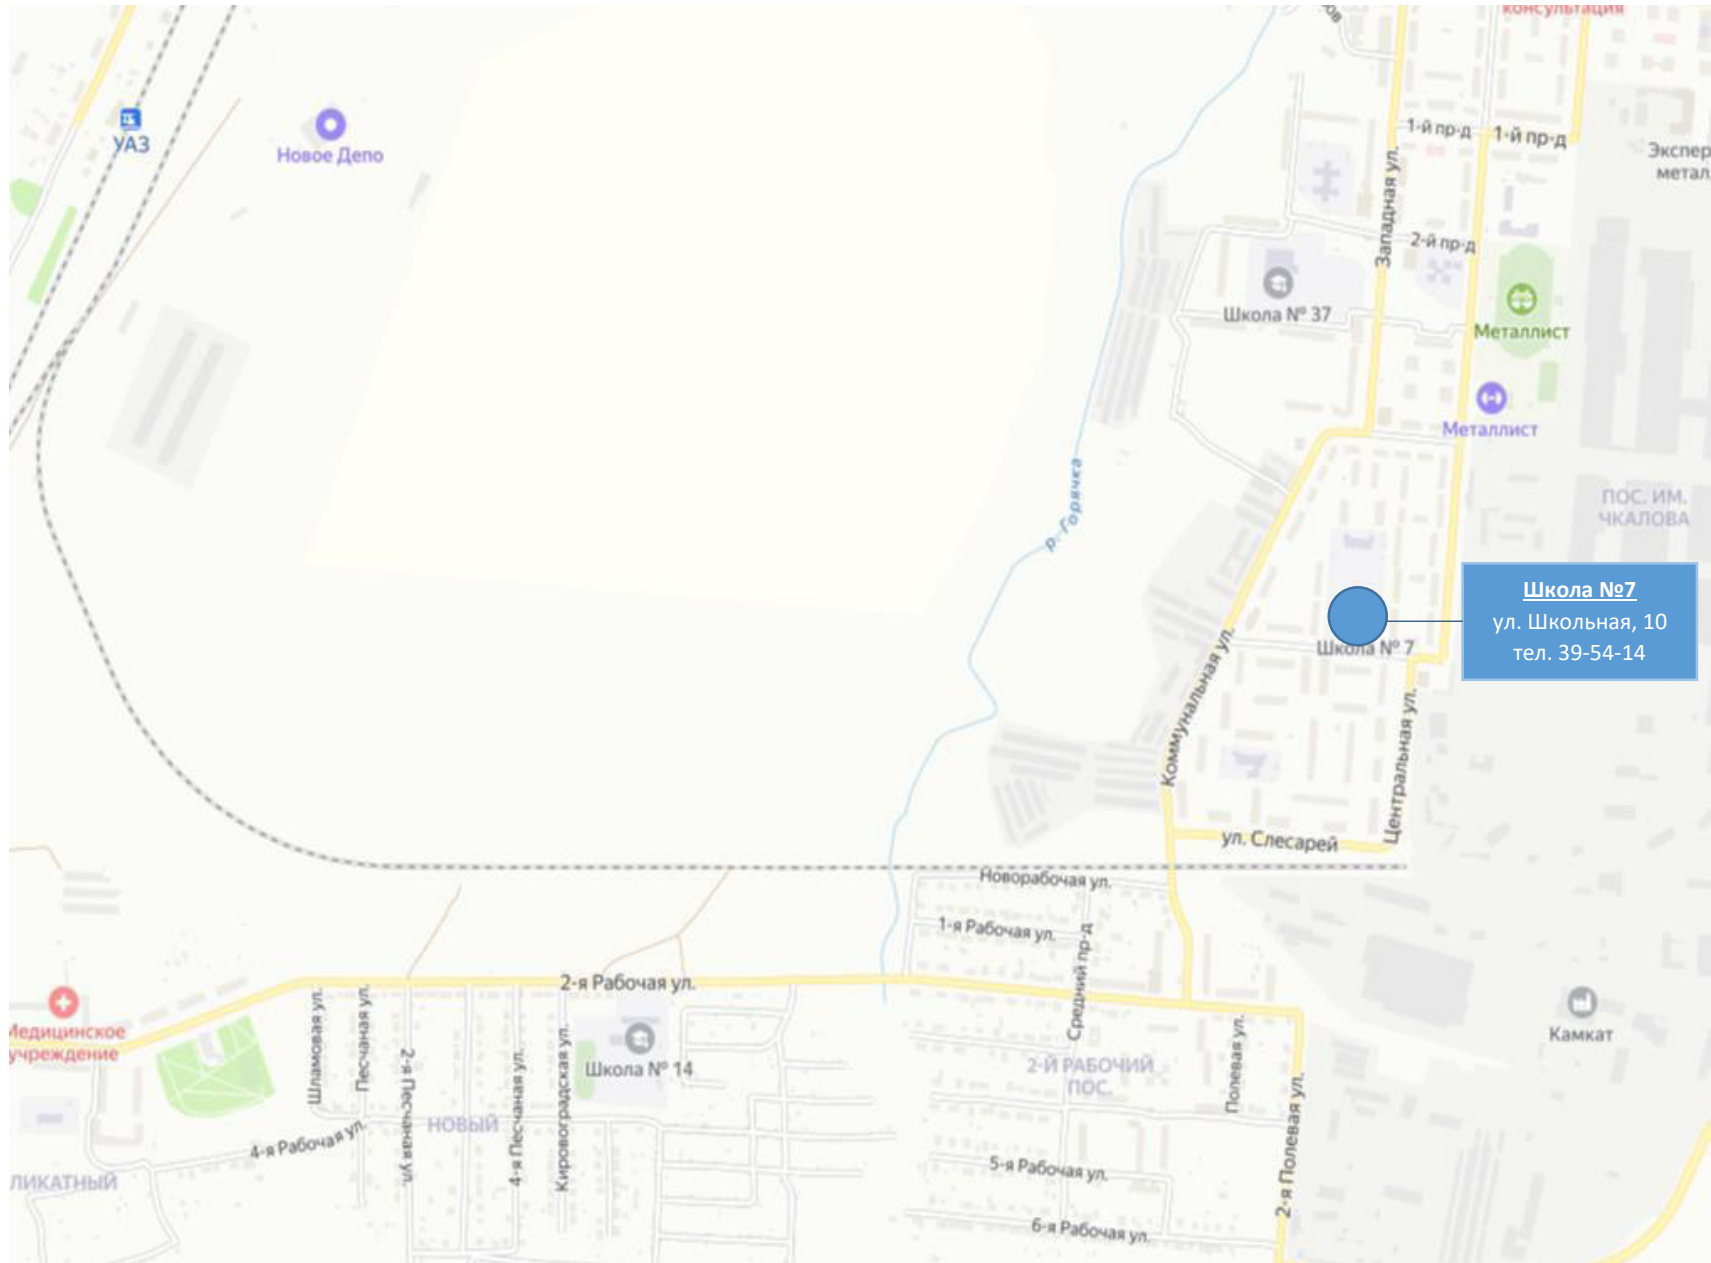 консультация
УАЗ
Новое Депо
1-й пр-д
1-й пр-д
Экспер
метал
Западная ул.
2-й пр-д
Школа № 37
Металлист
Металлист
р. Горячка
ПОС. ИМ.
ЧКАЛОВА
Школа №7
ул. Школьная, 10
тел. 39-54-14
Школа № 7
Коммунальная ул.
Центральная ул.
ул. Слесарей
Новорабочая ул.
1-я Рабочая ул.
Средний пр-д
2-я Рабочая ул.
Медицинское
учреждение
Шламовая ул.
Песчаная ул.
2-я Песчаная ул.
4-я Песчаная ул.
Кировоградская ул.
Школа № 14
2-Й РАБОЧИЙ
ПОС.
Полевая ул.
2-я Полевая ул.
Камкат
НОВЫЙ
4-я Рабочая ул.
ЛИКАТНЫЙ
5-я Рабочая ул.
6-я Рабочая ул.